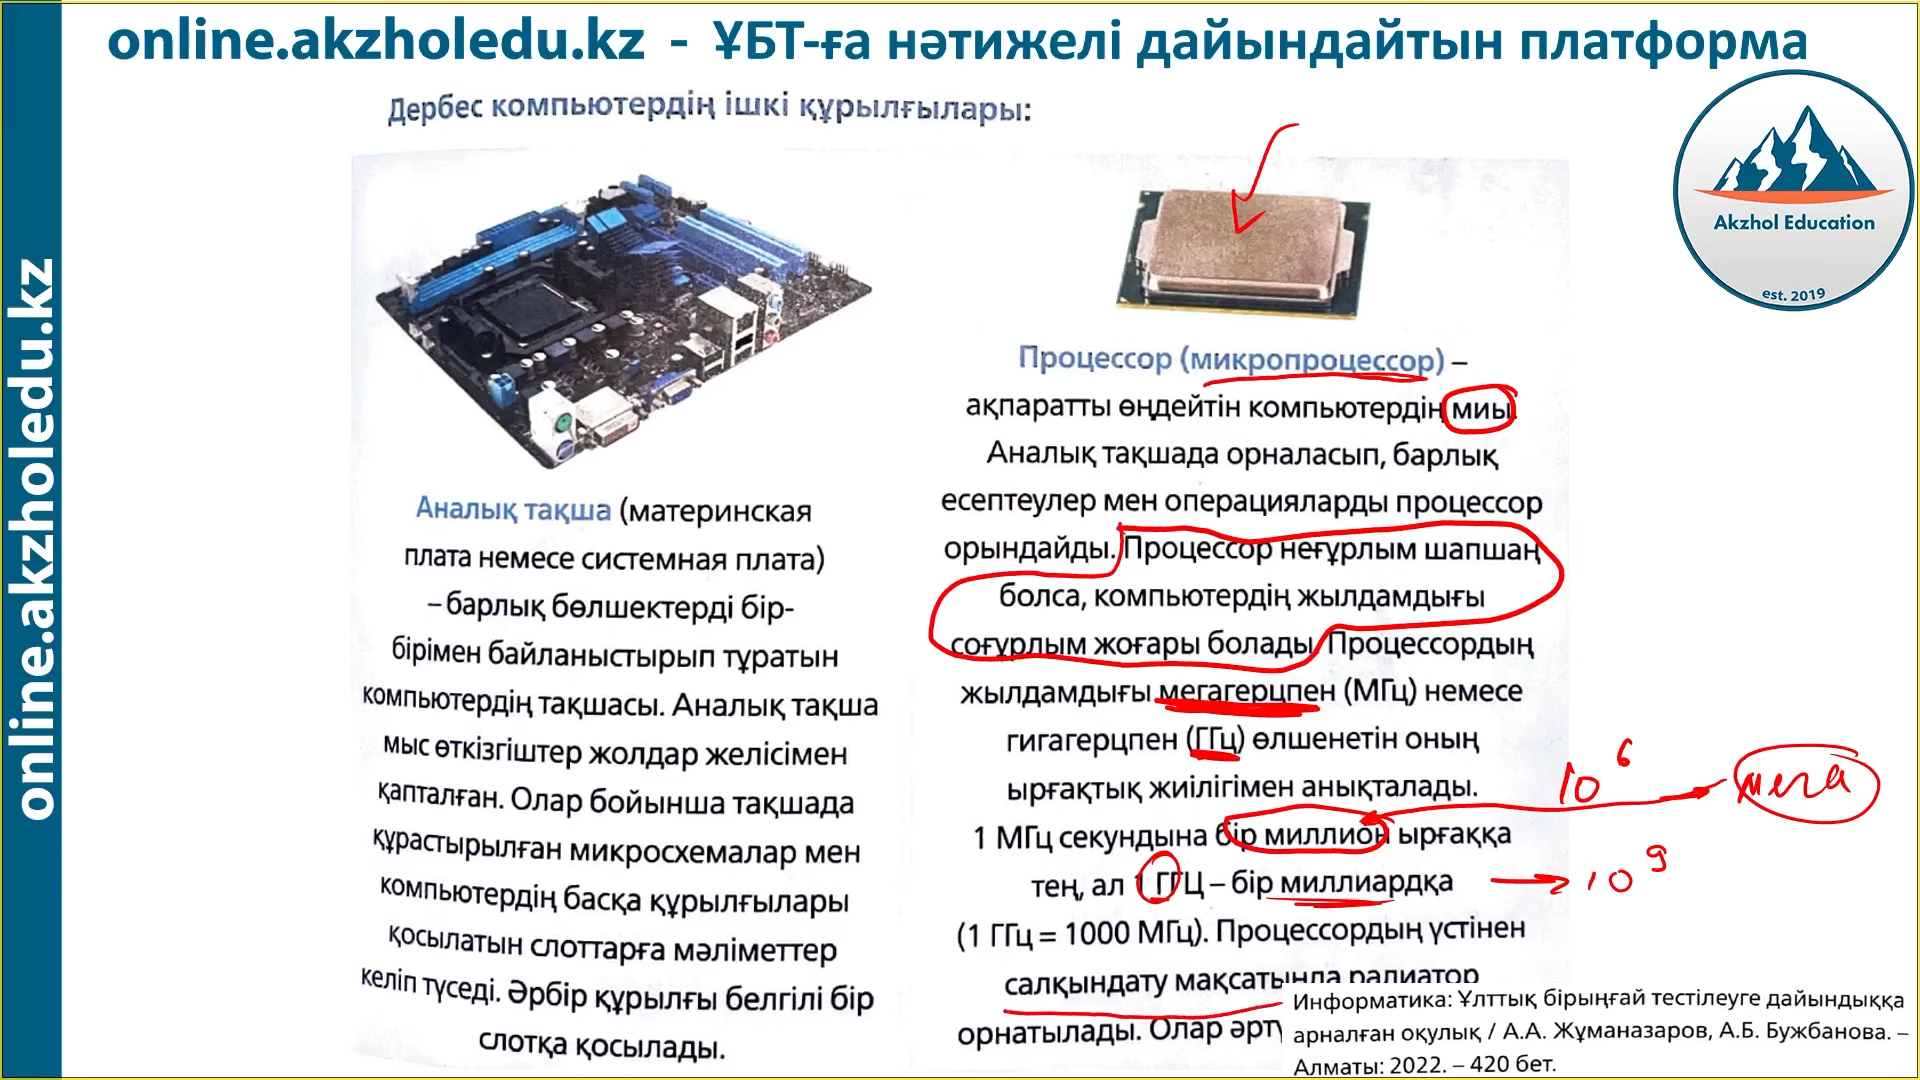 online.akzholedu.kz - ҰБТ-ға нәтижелі дайындайтын платформа
online.akzholedu.kz
Дербес компьютердің ішкі құрылғылары:
Akzhol Education
est. 2019
Аналық тақша (материнская
плата немесе системная плата)
– барлық бөлшектерді бір-
бірімен байланыстырып тұратын
компьютердің тақшасы. Аналық тақша
мыс өткізгіштер жолдар желісімен
қапталған. Олар бойынша тақшада
құрастырылған микросхемалар мен
компьютердің басқа құрылғылары
қосылатын слоттарға мәліметтер
келіп түседі. Әрбір құрылғы белгілі бір
слотқа қосылады.
Процессор (микропроцессор) –
ақпаратты өңдейтін компьютердің миы.
Аналық тақшада орналасып, барлық
есептеулер мен операцияларды процессор
орындайды. Процессор неғұрлым шапшаң
болса, компьютердің жылдамдығы
соғұрлым жоғары болады. Процессордың
жылдамдығы мегагерцпен (МГц) немесе
гигагерцпен (ГГц) өлшенетін оның
ырғақтық жиілігімен анықталады.
1 МГц секундына бір миллион ырғаққа
тең, ал 1 ГГЦ – бір миллиардқа
(1 ГГц = 1000 МГц). Процессордың үстінен
салқындату мақсатында радиатор
орнатылады. Олар
10⁶
мега
10⁹
Информатика: Ұлттық бірыңғай тестілеуге дайындыққа
арналған оқулық / А.А. Жұманазаров, А.Б. Бужбанова. –
Алматы: 2022. – 420 бет.